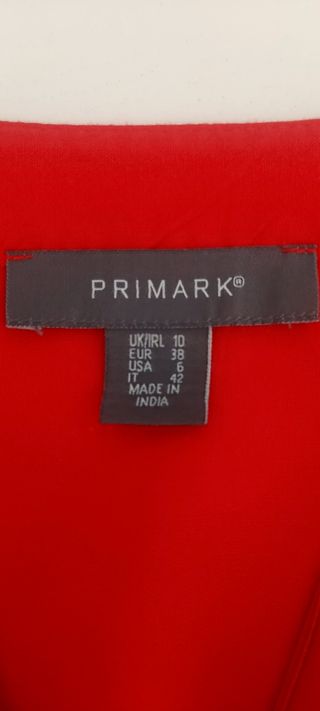 PRIMARK®
UK/IRL 10
EUR 38
USA 6
IT 42
MADE IN
INDIA